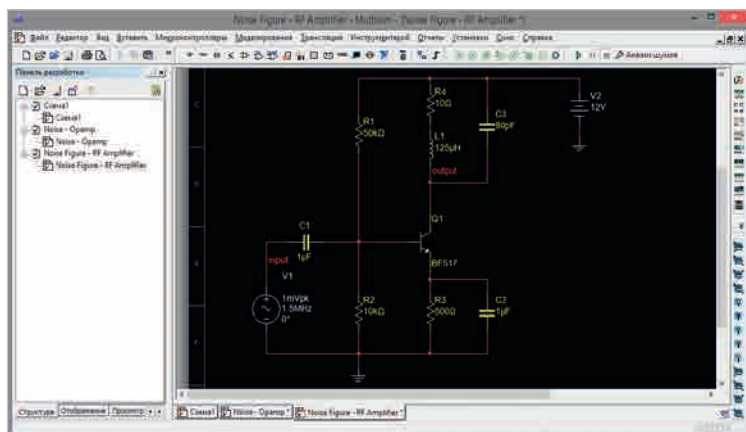 Noise Figure - RF Amplifier - Multisim - [Noise Figure - RF Amplifier *]
Файл Редактор Вид Вставить Микроконтроллеры Моделирование Трансляция Инструментарий Отчеты Установки Окно Справка
Анализ шумов
Панель разработки
Схема1
Схема1
Noise - Opamp
Noise - Opamp
Noise Figure - RF Amplifier
Noise Figure - RF Amplifier
Структура Отображение Просмотр
C
R1
50kΩ
R4
10Ω
L1
125µH
C3
80pF
V2
12V
output
Q1
BF517
C1
1µF
input
V1
1mVpk
1.5MHz
0°
R2
10kΩ
R3
500Ω
C2
1µF
Схема1 Noise - Opamp * Noise Figure - RF Amplifier *